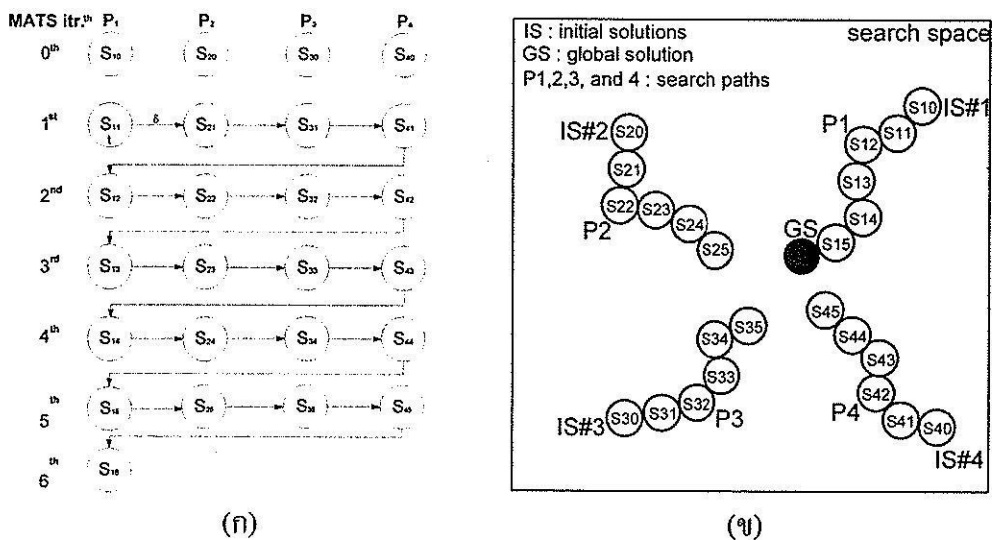 MATS itr.th P1 P2 P3 P4
0th S10 S20 S30 S40
1st S11 δ S21 S31 S41
t
2nd S12 S22 S32 S42
3rd S13 S23 S33 S43
4th S14 S24 S34 S44
5th S15 S25 S35 S45
6th S16
(ก)
IS : initial solutions
GS : global solution
P1,2,3, and 4 : search paths
search space
IS#1
S10
S11
P1
S12
S13
S14
S15
GS
IS#2
S20
S21
S22
P2
S23
S24
S25
S35
S34
S33
S32
P3
S31
S30
IS#3
S45
S44
S43
S42
P4
S41
S40
IS#4
(ข)